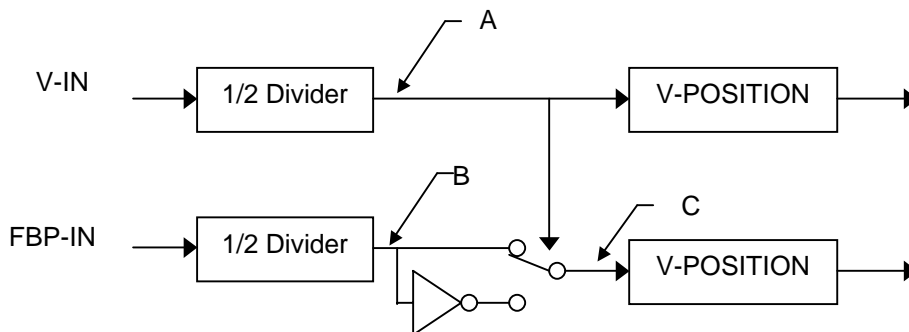 A
V-IN
1/2 Divider
V-POSITION
B
C
FBP-IN
1/2 Divider
V-POSITION